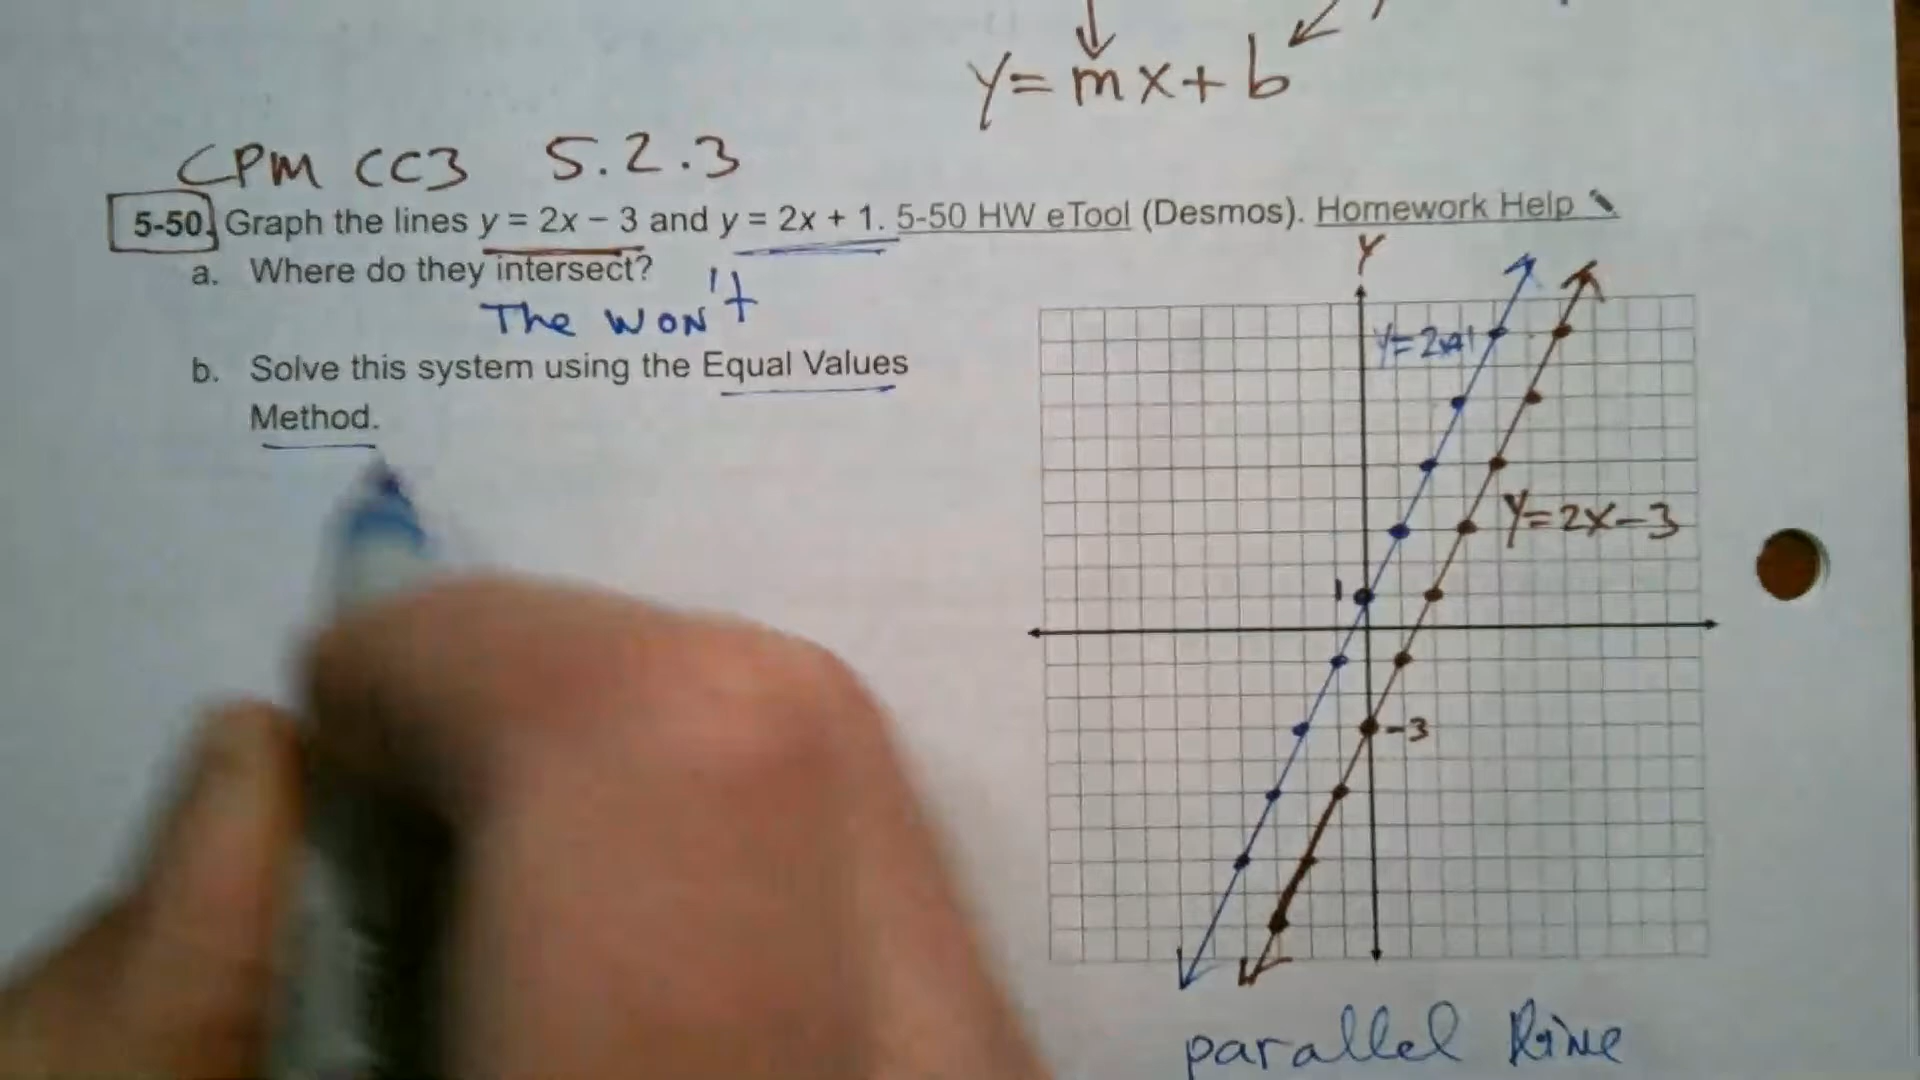 y=mx+b
CPM CC3 5.2.3
5-50. Graph the lines y = 2x – 3 and y = 2x + 1. 5-50 HW eTool (Desmos). Homework Help ✎
a. Where do they intersect?
The WON't
b. Solve this system using the Equal Values
Method.
Y
y=2x+1
Y=2x-3
1
-3
parallel line